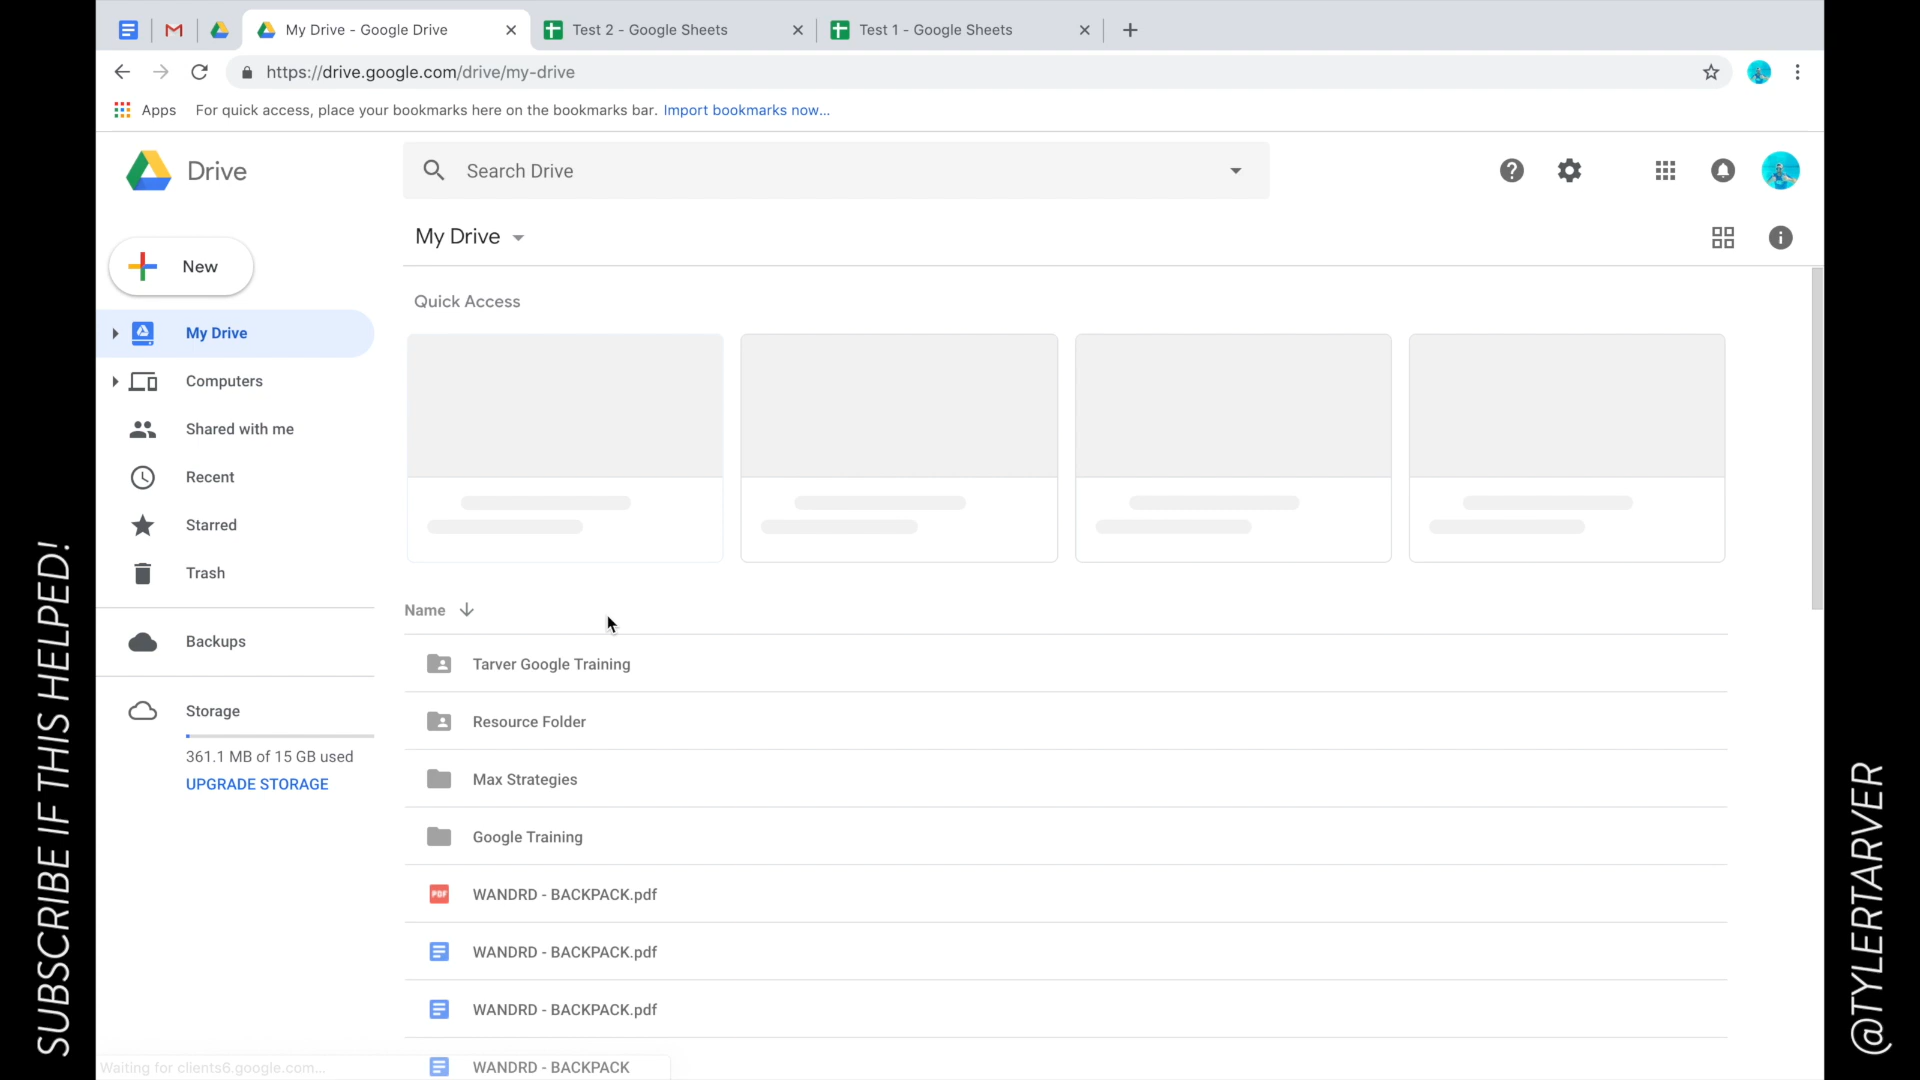 My Drive - Google Drive
Test 2 - Google Sheets
Test 1 - Google Sheets
https://drive.google.com/drive/my-drive
Apps For quick access, place your bookmarks here on the bookmarks bar. Import bookmarks now...
Drive
Search Drive
My Drive
New
Quick Access
My Drive
Computers
Shared with me
Recent
Starred
Trash
Backups
Storage
361.1 MB of 15 GB used
UPGRADE STORAGE
Name
Tarver Google Training
Resource Folder
Max Strategies
Google Training
PDF WANDRD - BACKPACK.pdf
WANDRD - BACKPACK.pdf
WANDRD - BACKPACK.pdf
WANDRD - BACKPACK
Waiting for clients6.google.com...
SUBSCRIBE IF THIS HELPED!
@TYLERTARVER